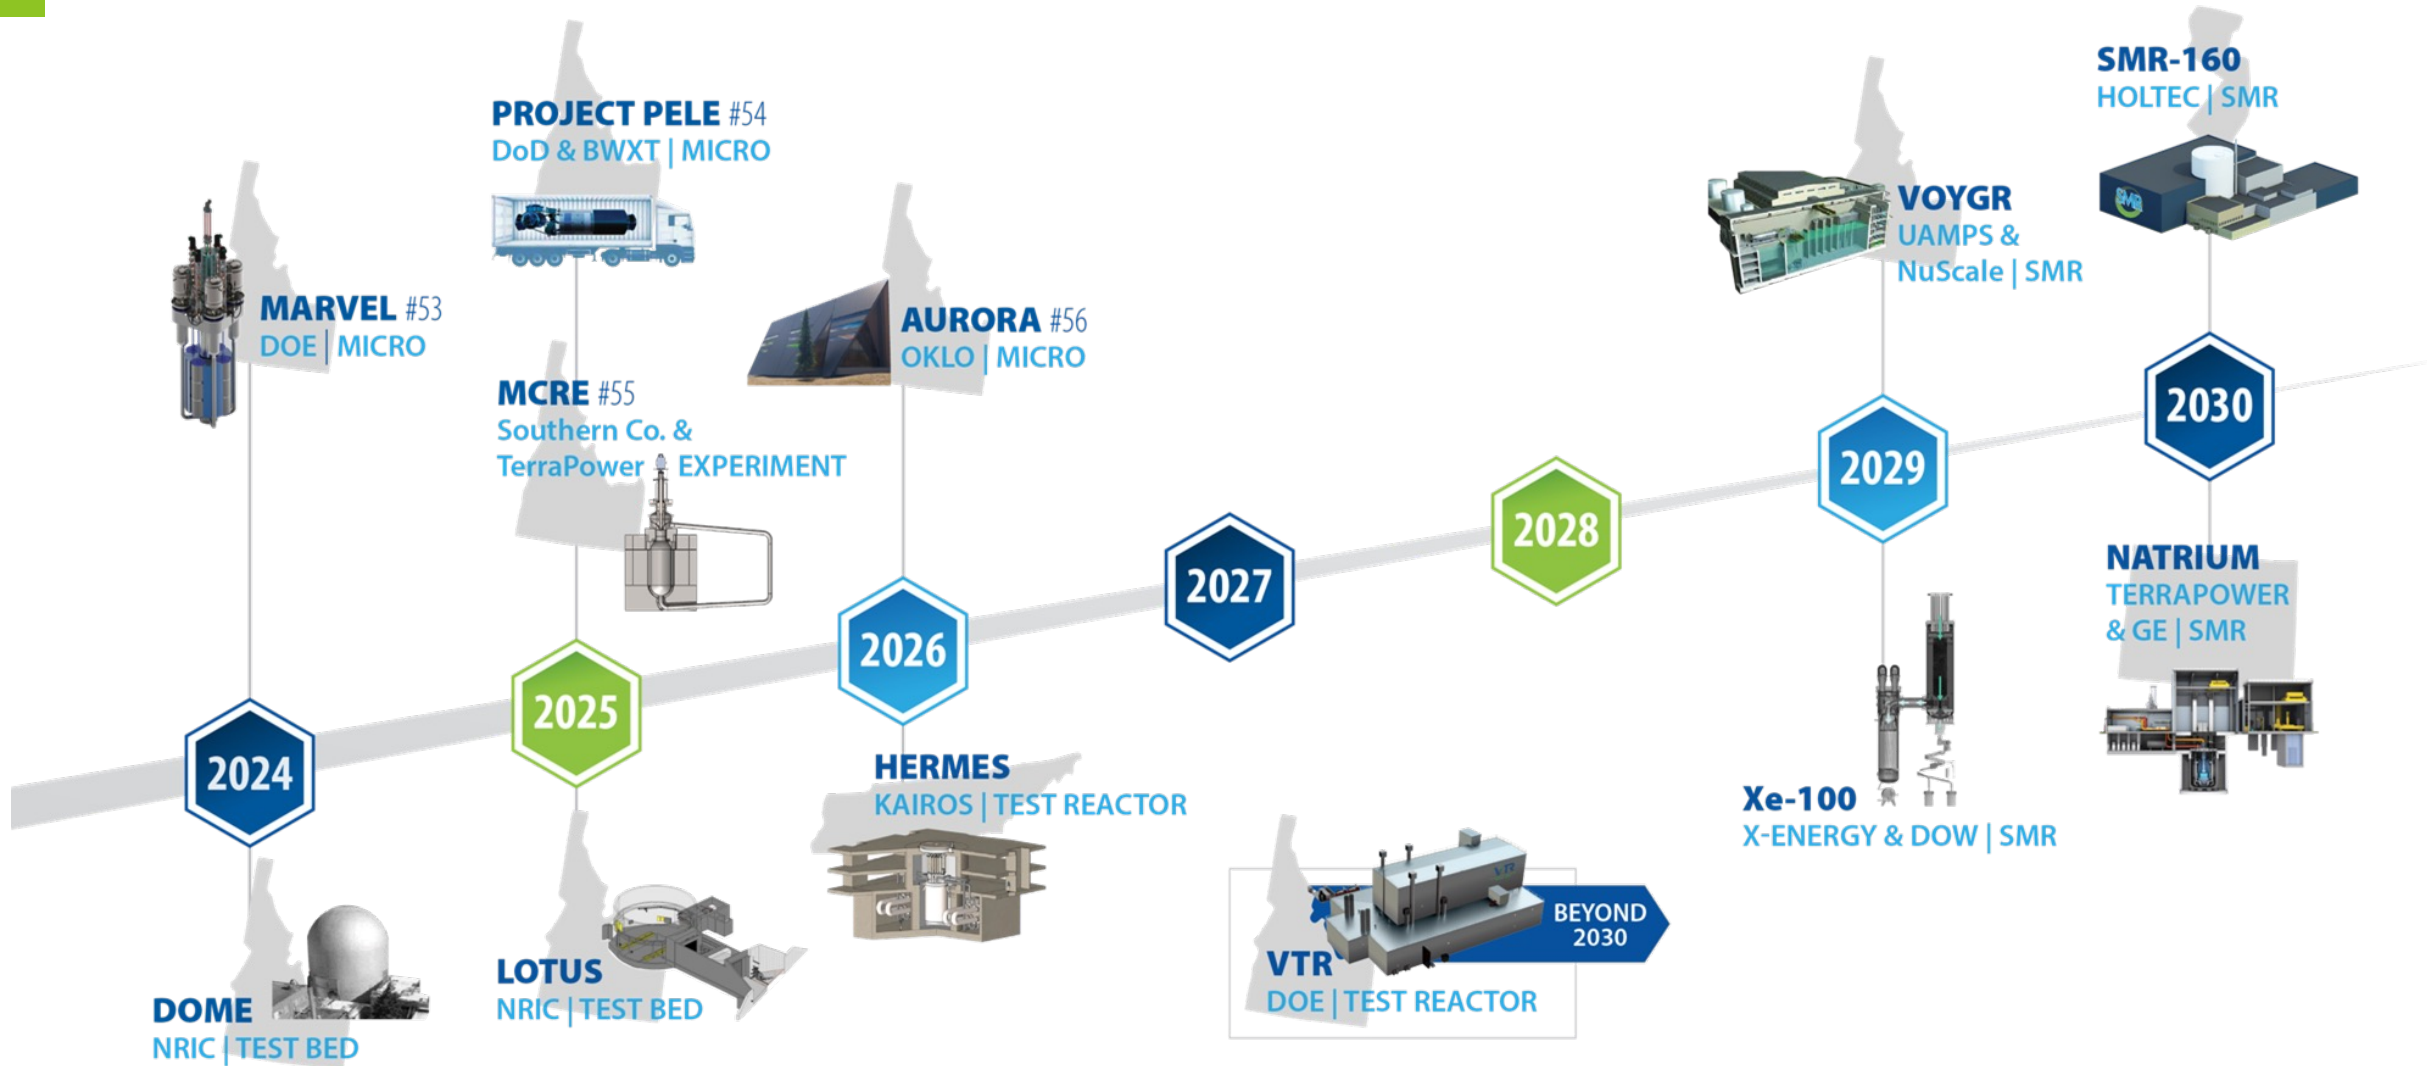 MARVEL #53
DOE | MICRO
PROJECT PELE #54
DoD & BWXT | MICRO
MCRE #55
Southern Co. &
TerraPower EXPERIMENT
AURORA #56
OKLO | MICRO
VOYGR
UAMPS &
NuScale | SMR
SMR-160
HOLTEC | SMR
SMR
2024
2025
2026
2027
2028
2029
2030
DOME
NRIC | TEST BED
LOTUS
NRIC | TEST BED
HERMES
KAIROS | TEST REACTOR
VTR
DOE | TEST REACTOR
VTR
BEYOND
2030
Xe-100
X-ENERGY & DOW | SMR
NATRIUM
TERRAPOWER
& GE | SMR